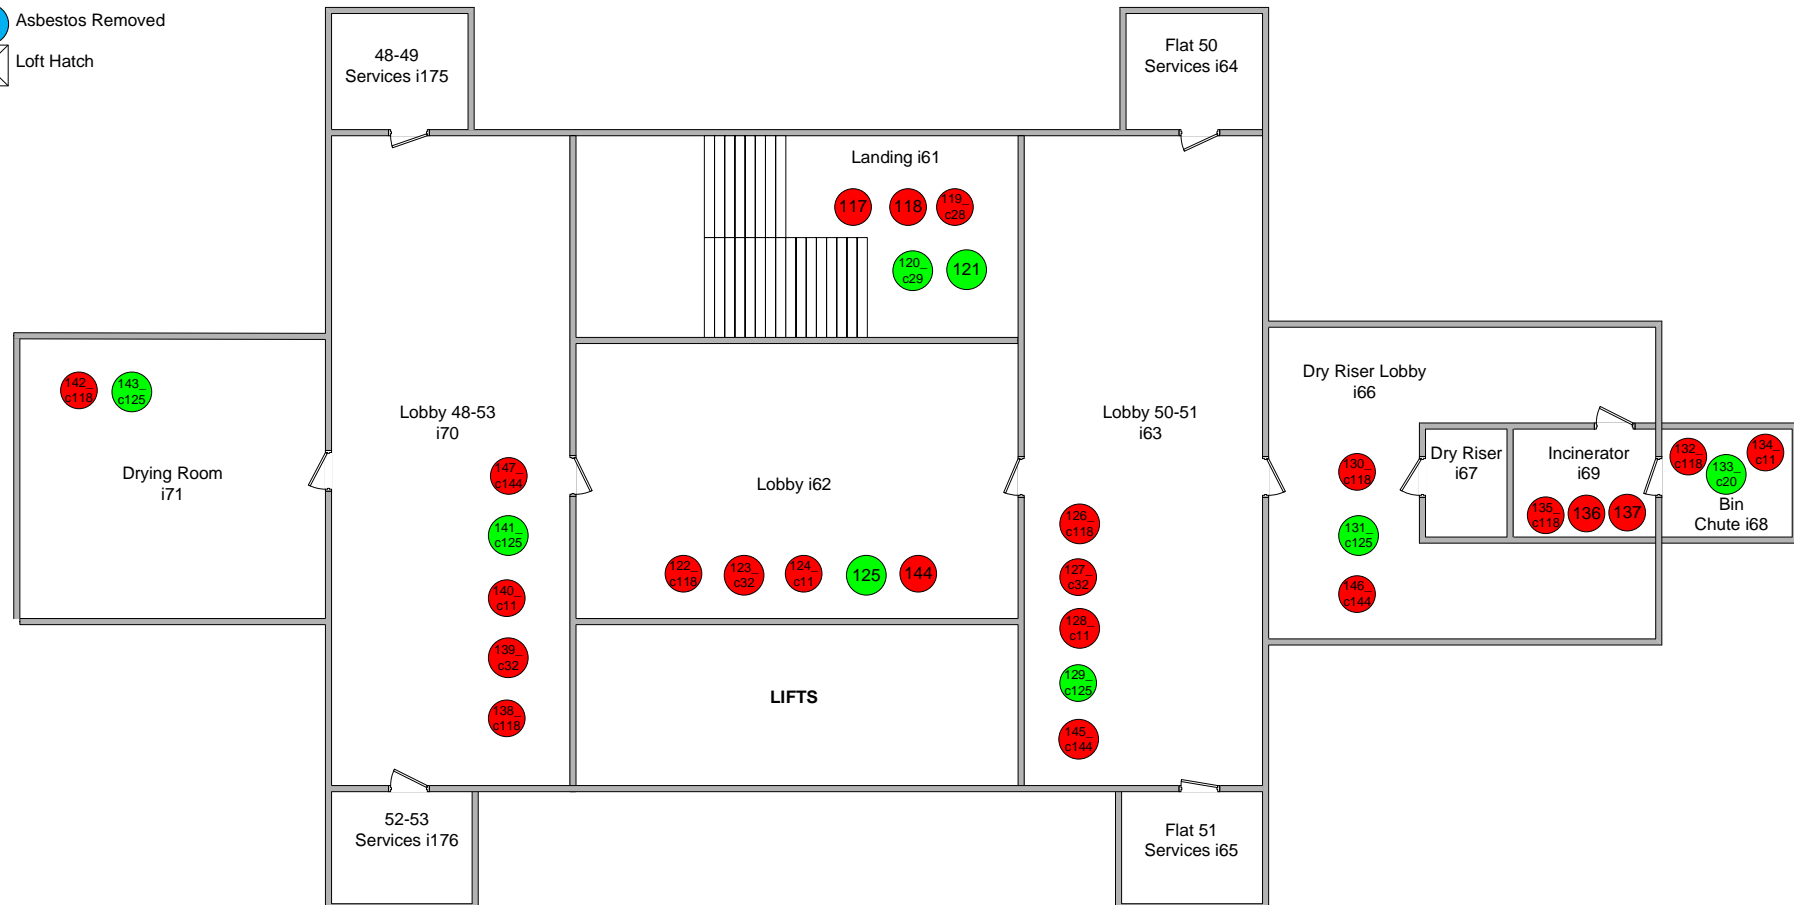 Asbestos Removed
Loft Hatch
48-49
Services i175
Flat 50
Services i64
Landing i61
117
118
119_
c28
120_
c29
121
142_
c118
143_
c125
Drying Room
i71
Lobby 48-53
i70
147_
c144
141_
c125
140_
c11
139_
c32
138_
c118
Lobby i62
122_
c118
123_
c32
124_
c11
125
144
LIFTS
Lobby 50-51
i63
126_
c118
127_
c32
128_
c11
129_
c125
145_
c144
Dry Riser Lobby
i66
130_
c118
131_
c125
146_
c144
Dry Riser
i67
Incinerator
i69
135_
c118
136
137
132_
c118
133_
c20
134_
c11
Bin
Chute i68
52-53
Services i176
Flat 51
Services i65